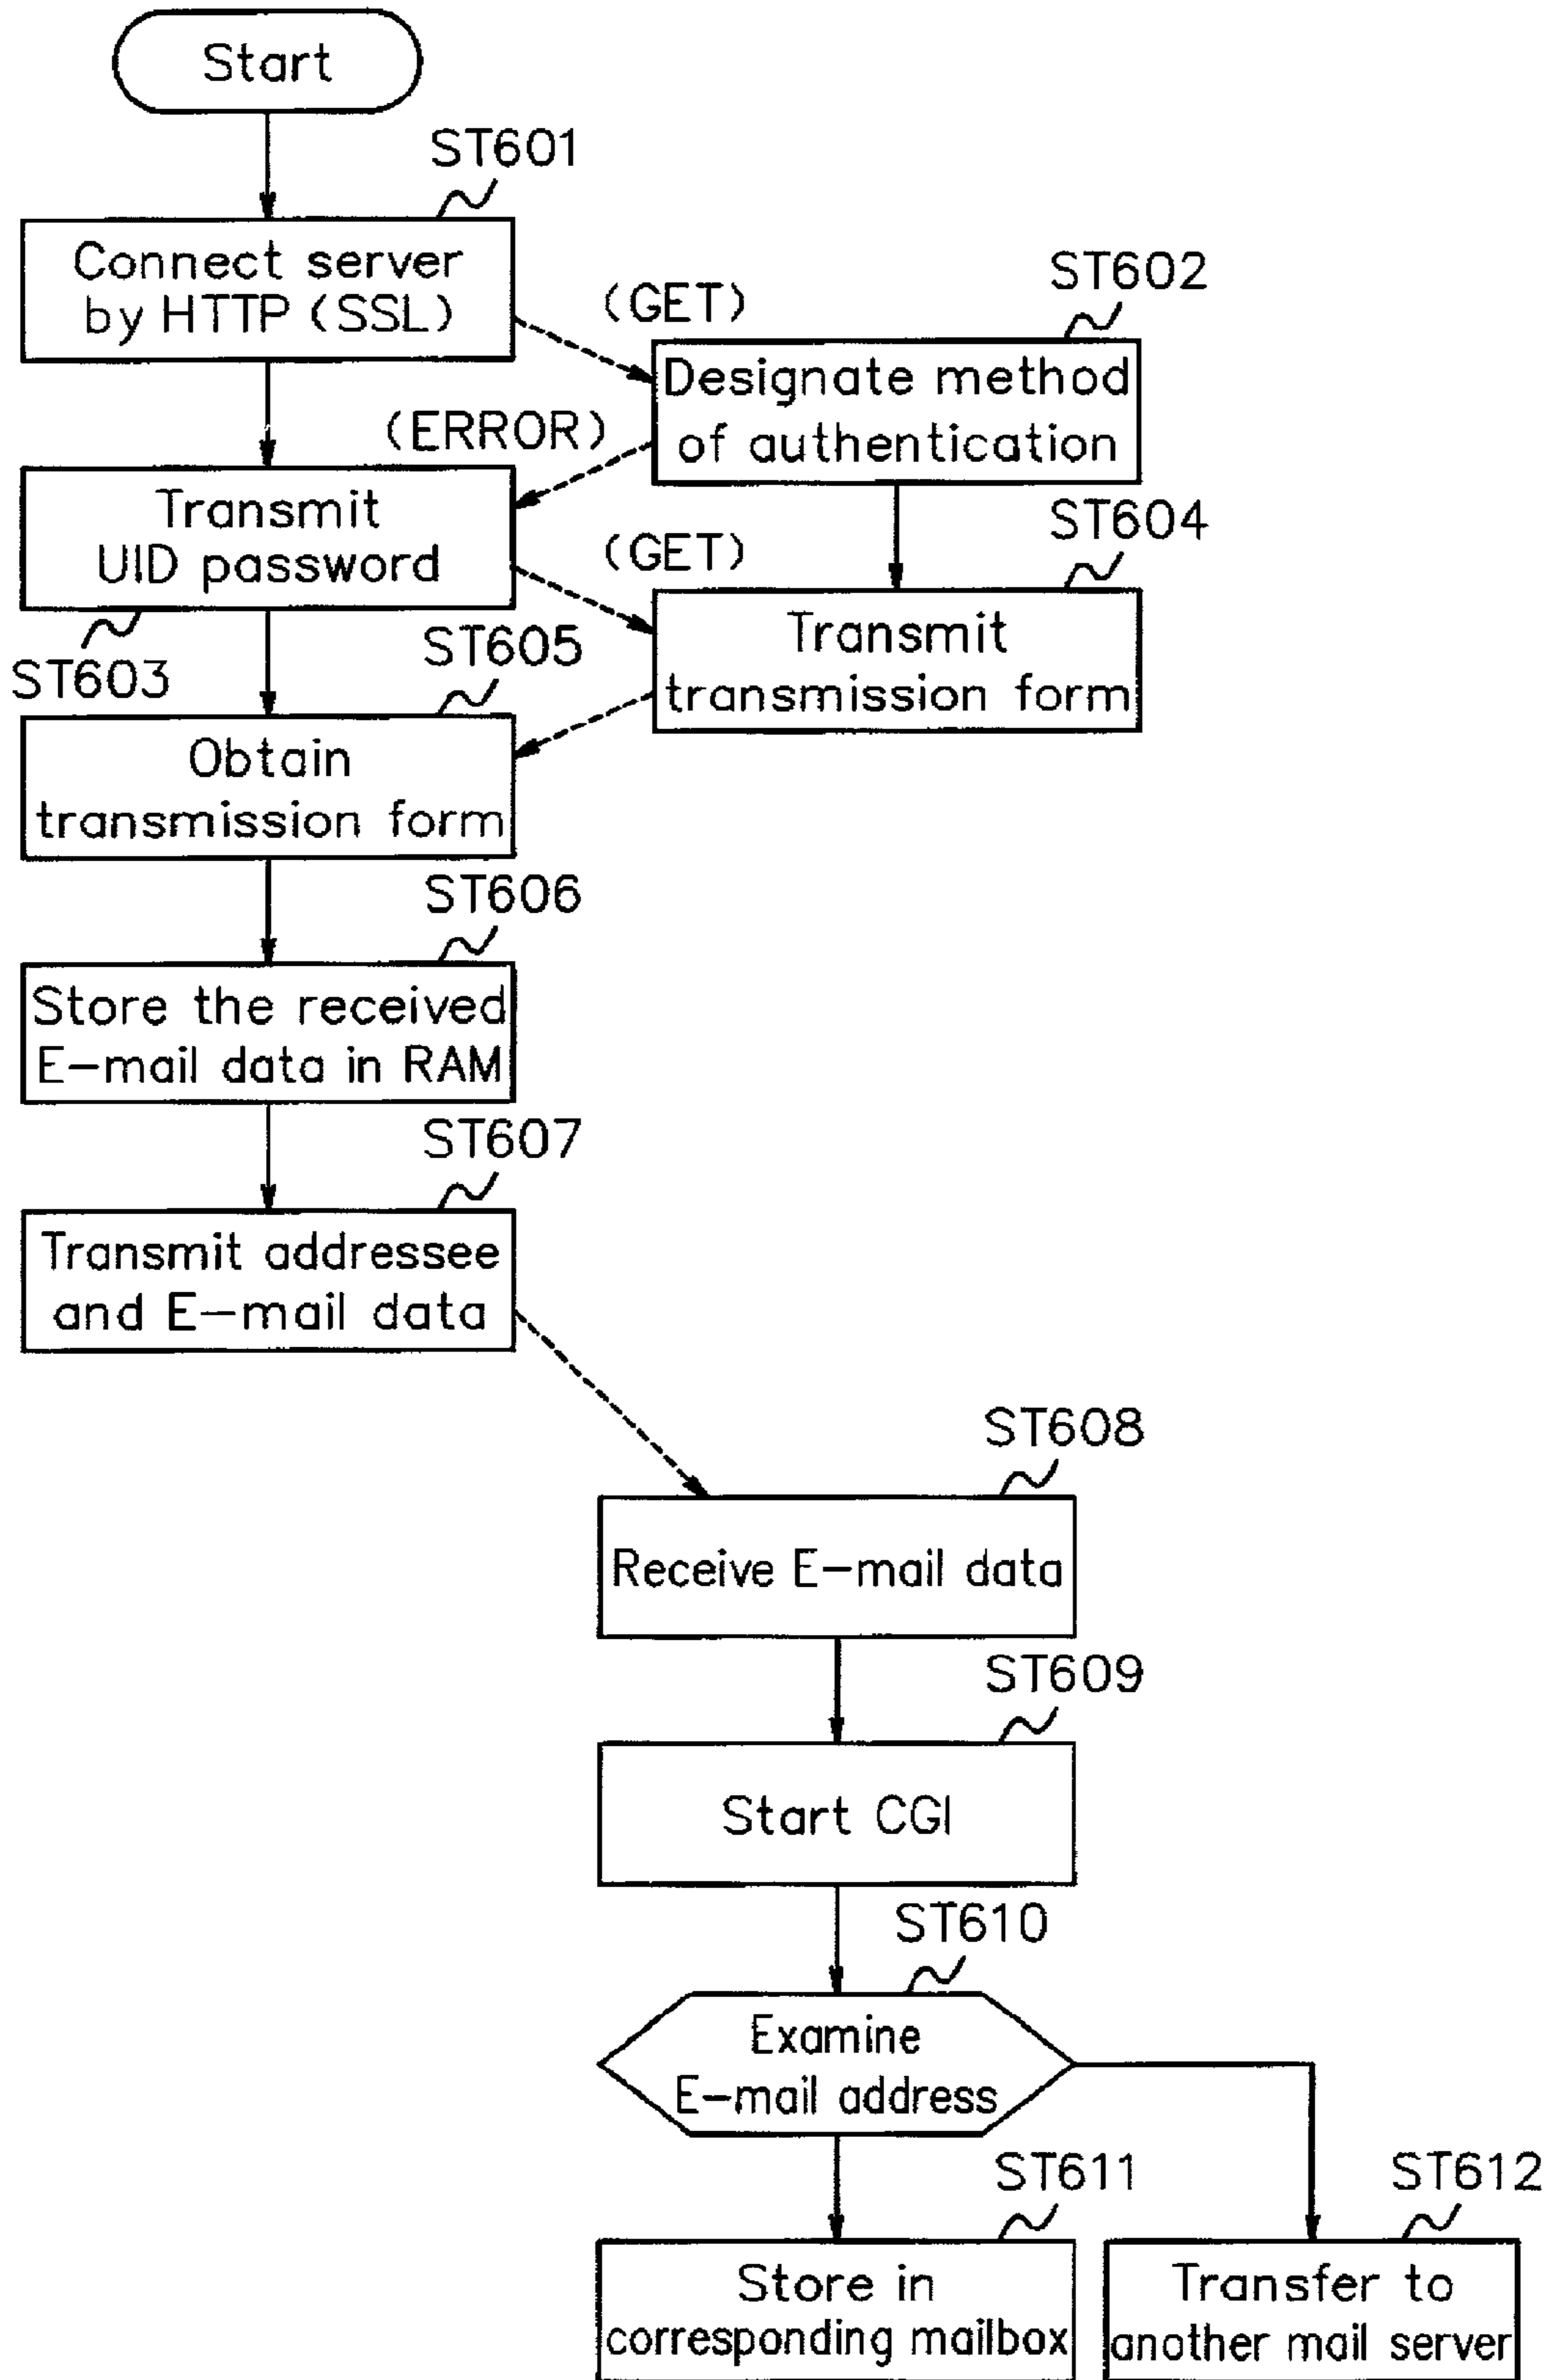 Start
ST601
Connect server
by HTTP (SSL)
(GET)
ST602
Designate method
of authentication
(ERROR)
Transmit
UID password
ST603
(GET)
ST604
Transmit
transmission form
ST605
Obtain
transmission form
ST606
Store the received
E-mail data in RAM
ST607
Transmit addressee
and E-mail data
ST608
Receive E-mail data
ST609
Start CGI
ST610
Examine
E-mail address
ST611
Store in
corresponding mailbox
ST612
Transfer to
another mail server